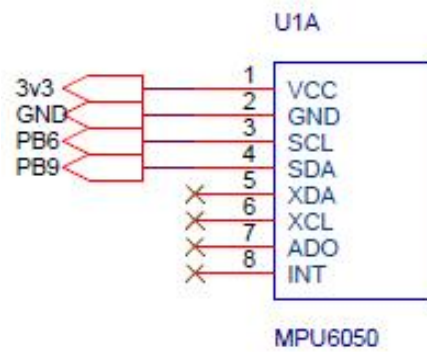 U1A
3v3 1 VCC
GND 2 GND
PB6 3 SCL
PB9 4 SDA
5 XDA
6 XCL
7 ADO
8 INT
MPU6050